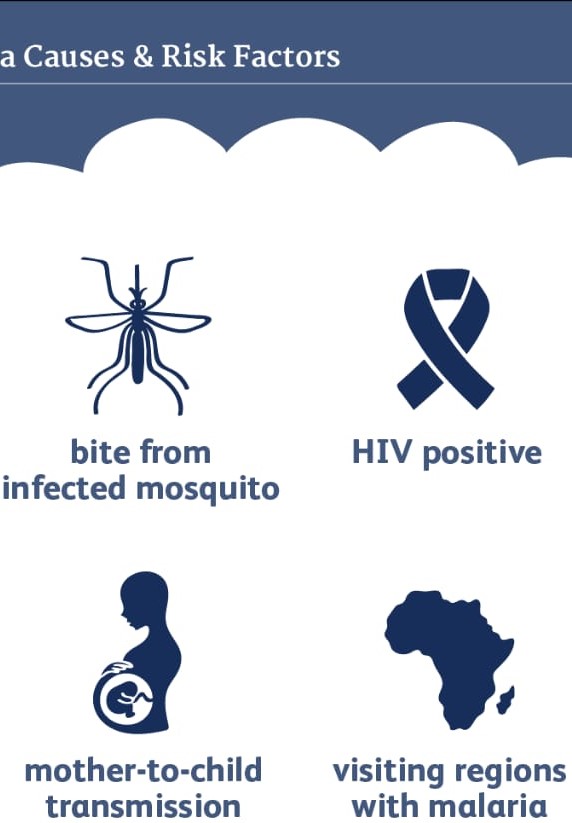 a Causes & Risk Factors
bite from
infected mosquito
HIV positive
mother-to-child
transmission
visiting regions
with malaria